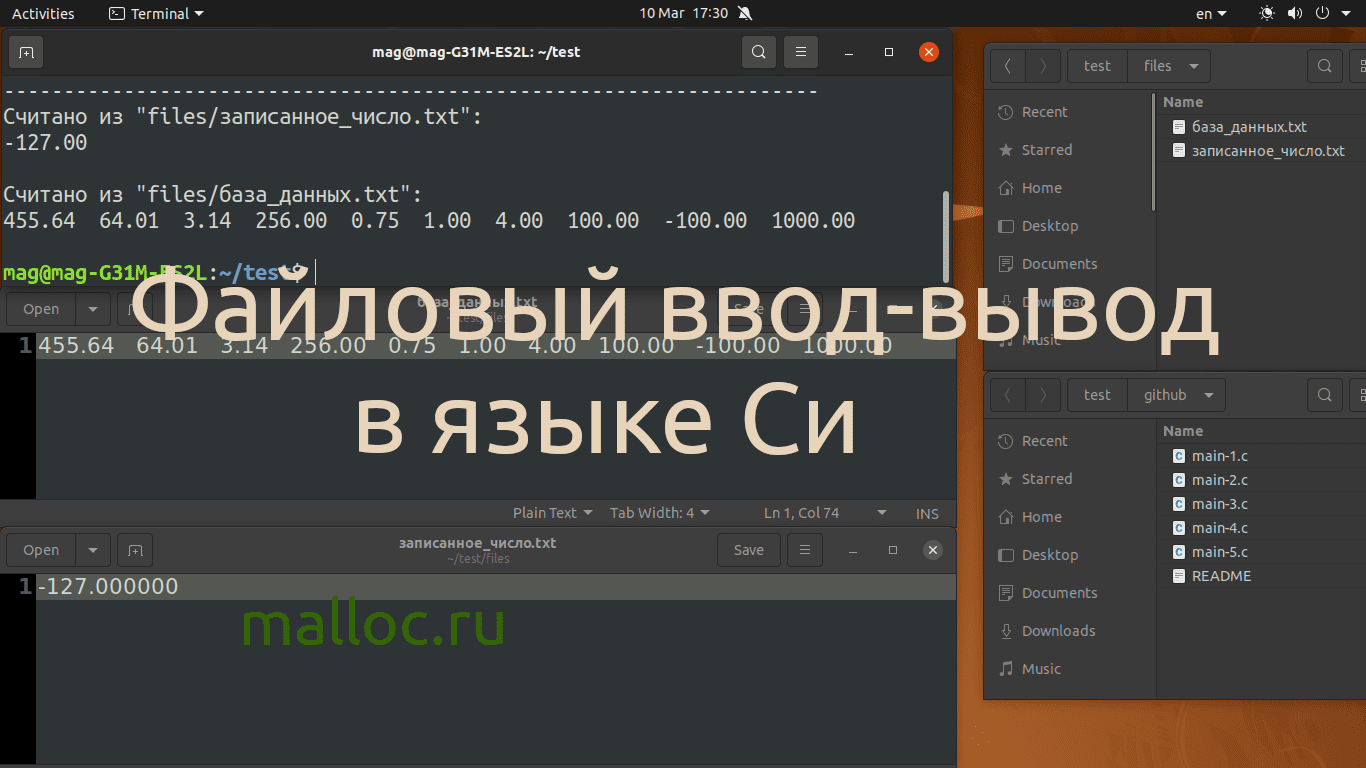 Activities Terminal 10 Mar 17:30 en
mag@mag-G31M-ES2L: ~/test
--------------------------------------------------------------------
Считано из "files/записанное_число.txt":
-127.00
Считано из "files/база_данных.txt":
455.64 64.01 3.14 256.00 0.75 1.00 4.00 100.00 -100.00 1000.00
mag@mag-G31M-ES2L:~/test$
Open
Файловый ввод-вывод
в языке Си
1 455.64 64.01 3.14 256.00 0.75 1.00 4.00 100.00 -100.00 1000.00
Plain Text Tab Width: 4 Ln 1, Col 74 INS
Open записанное_число.txt Save
~/test/files
1 -127.000000
malloc.ru
test files
Recent
Starred
Home
Desktop
Documents
Downloads
Music
Name
база_данных.txt
записанное_число.txt
test github
Recent
Starred
Home
Desktop
Documents
Downloads
Music
Name
main-1.c
main-2.c
main-3.c
main-4.c
main-5.c
README